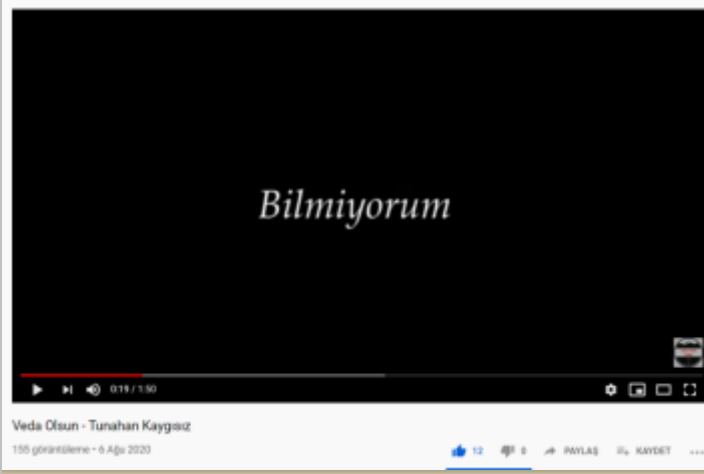 Bilmiyorum
0:19 / 1:50
Veda Olsun - Tunahan Kaygısız
155 görüntüleme • 6 Ağu 2020
12
0
PAYLAŞ
KAYDET